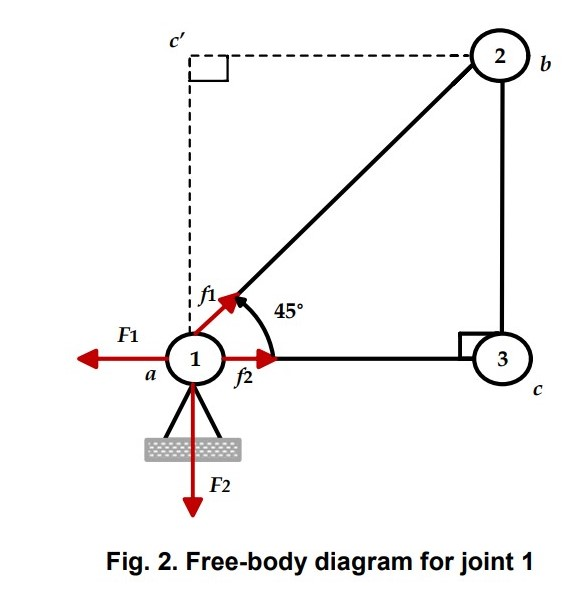 c′
2
b
f1
45°
F1
1
3
a
f2
c
F2
Fig. 2. Free-body diagram for joint 1